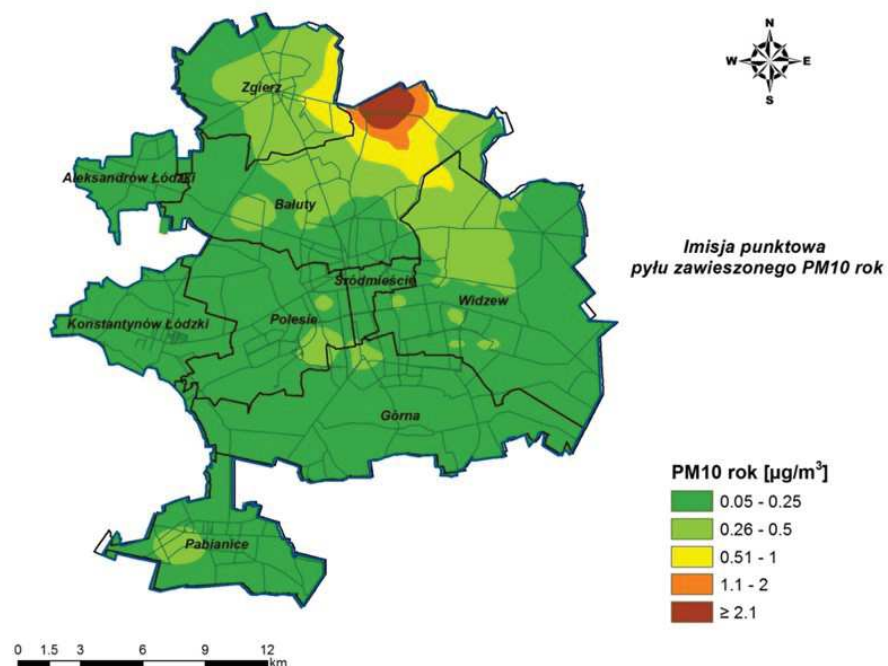 N
W E
S
Zgierz
Aleksandrów Łódzki
Bałuty
Imisja punktowa
pyłu zawieszonego PM10 rok
Śródmieście
Konstantynów Łódzki
Polesie
Widzew
Górna
PM10 rok [µg/m³]
0.05 - 0.25
0.26 - 0.5
0.51 - 1
1.1 - 2
≥ 2.1
Pabianice
0 1.5 3 6 9 12
km